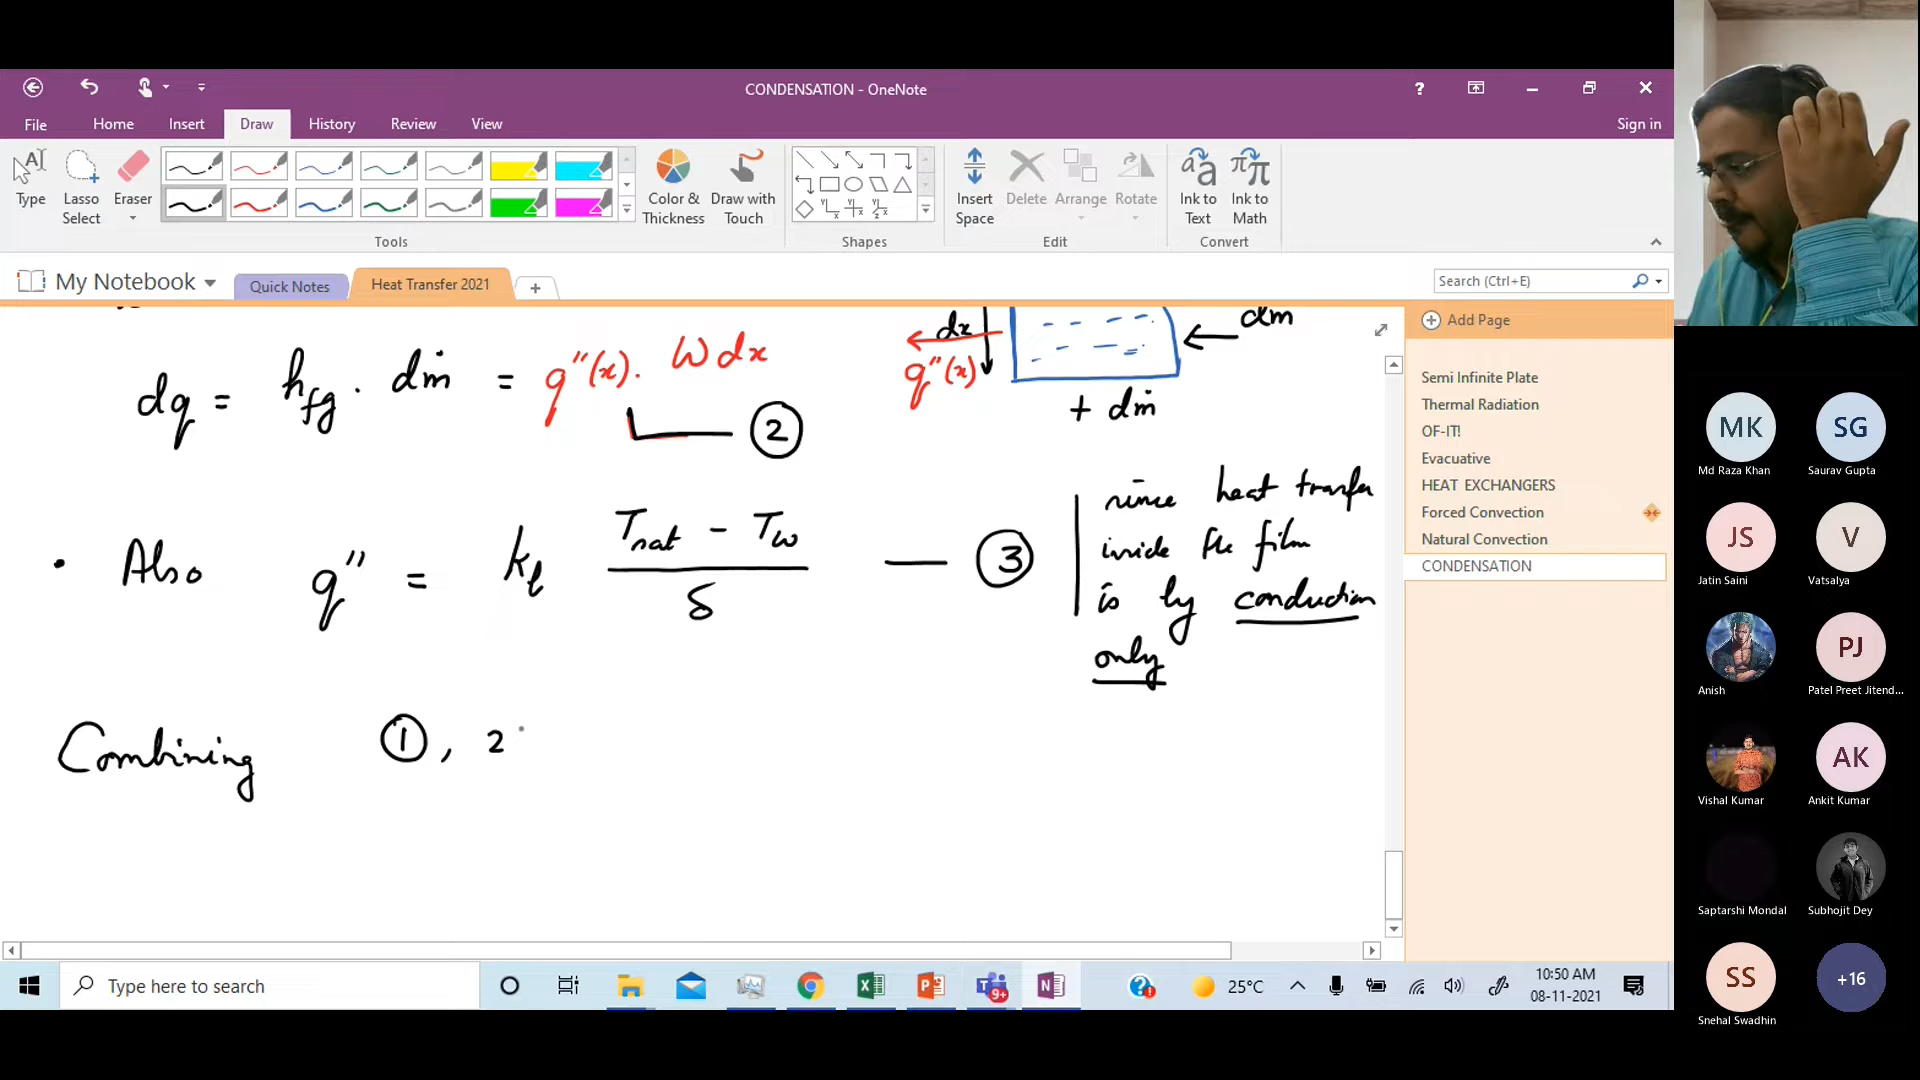 CONDENSATION - OneNote
?
File Home Insert Draw History Review View
Sign in
Type
Lasso Select
Eraser
Color & Thickness
Draw with Touch
Insert Space
Delete
Arrange
Rotate
Ink to Text
Ink to Math
Tools Shapes Edit Convert
My Notebook
Quick Notes
Heat Transfer 2021
Search (Ctrl+E)
Add Page
Semi Infinite Plate
Thermal Radiation
OF-IT!
Evacuative
HEAT EXCHANGERS
Forced Convection
Natural Convection
CONDENSATION
dx
dṁ
q"(x)
+ dṁ
dq = hfg . dṁ = q"(x). W dx
2
• Also q" = kl (Tsat - Tw) / δ — 3
since heat transfer
inside the film
is by conduction
only
Combining 1, 2
MK
Md Raza Khan
SG
Saurav Gupta
JS
Jatin Saini
V
Vatsalya
Anish
PJ
Patel Preet Jitend...
Vishal Kumar
AK
Ankit Kumar
Saptarshi Mondal
Subhojit Dey
SS
Snehal Swadhin
+16
Type here to search
9+
25°C
10:50 AM
08-11-2021